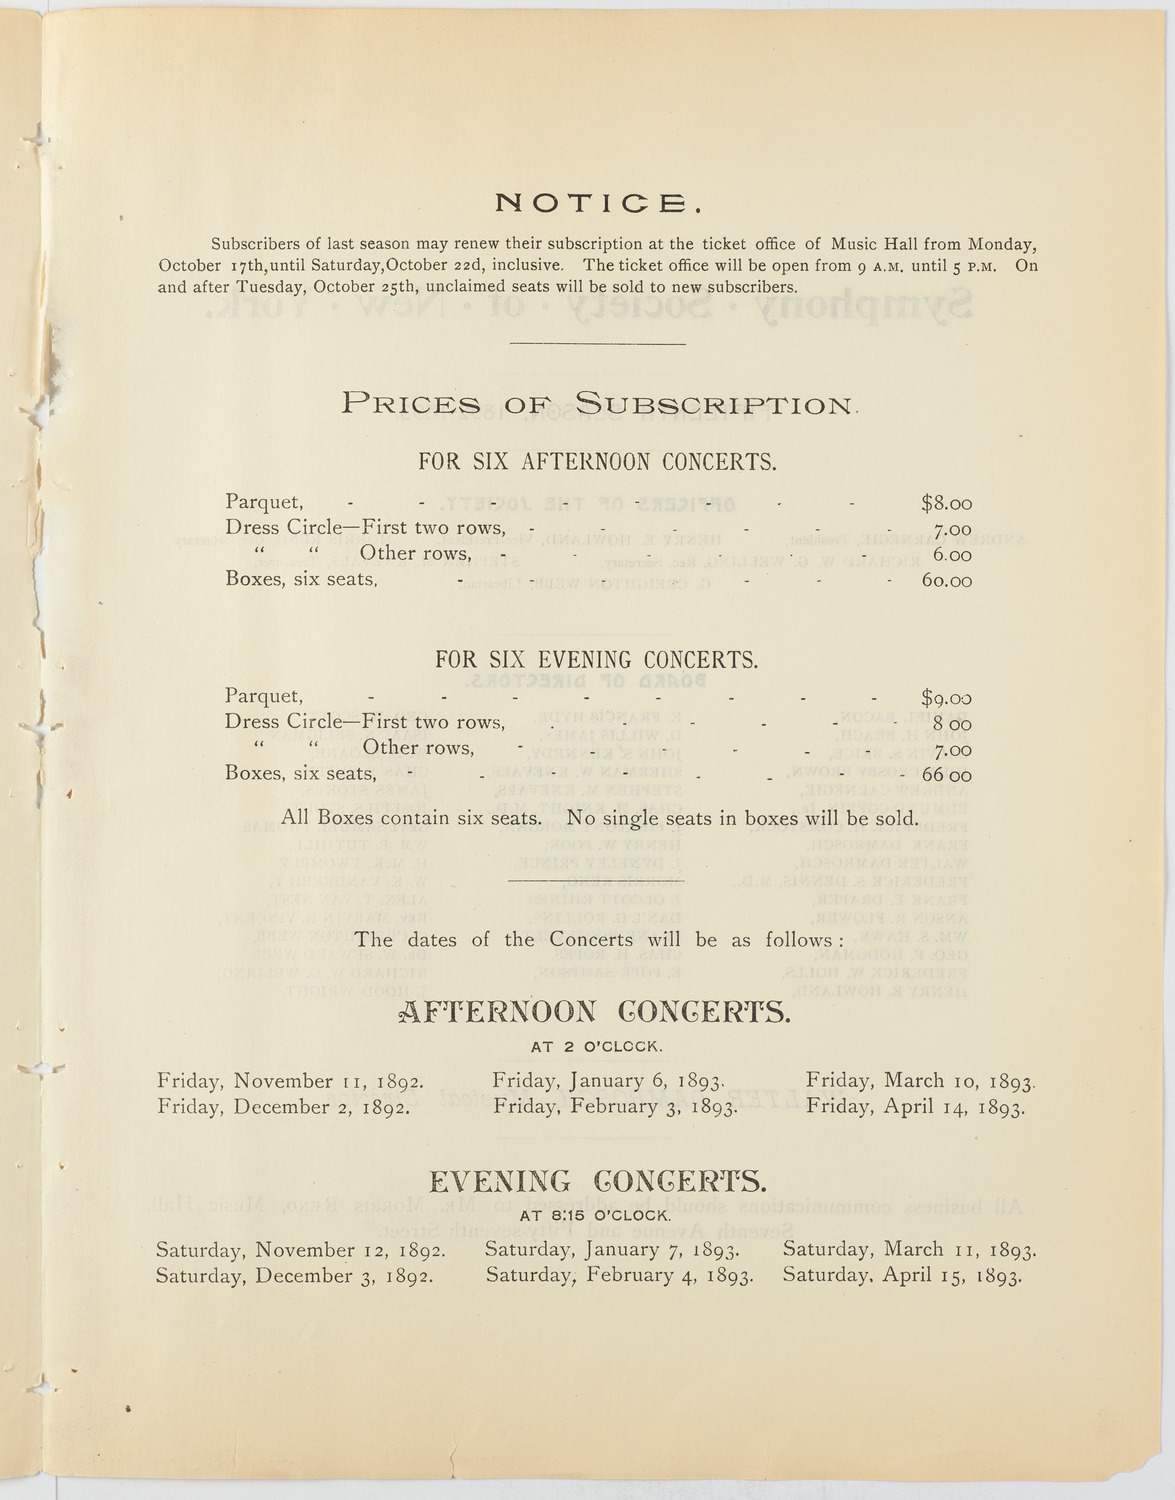 NOTICE.
Subscribers of last season may renew their subscription at the ticket office of Music Hall from Monday,
October 17th, until Saturday, October 22d, inclusive. The ticket office will be open from 9 A.M. until 5 P.M. On
and after Tuesday, October 25th, unclaimed seats will be sold to new subscribers.
PRICES OF SUBSCRIPTION.
FOR SIX AFTERNOON CONCERTS.
Parquet, - - - - - - - - $8.00
Dress Circle—First two rows, - - - - - - 7.00
“ “ Other rows, - - - - - - 6.00
Boxes, six seats, - - - - - - - 60.00
FOR SIX EVENING CONCERTS.
Parquet, - - - - - - - - $9.00
Dress Circle—First two rows, . - - - - - 8 00
“ “ Other rows, - - - - - - 7.00
Boxes, six seats, - - - - - - - - 66 00
All Boxes contain six seats. No single seats in boxes will be sold.
The dates of the Concerts will be as follows :
AFTERNOON CONCERTS.
AT 2 O'CLOCK.
Friday, November 11, 1892. Friday, January 6, 1893. Friday, March 10, 1893.
Friday, December 2, 1892. Friday, February 3, 1893. Friday, April 14, 1893.
EVENING CONCERTS.
AT 8:15 O'CLOCK.
Saturday, November 12, 1892. Saturday, January 7, 1893. Saturday, March 11, 1893.
Saturday, December 3, 1892. Saturday, February 4, 1893. Saturday, April 15, 1893.